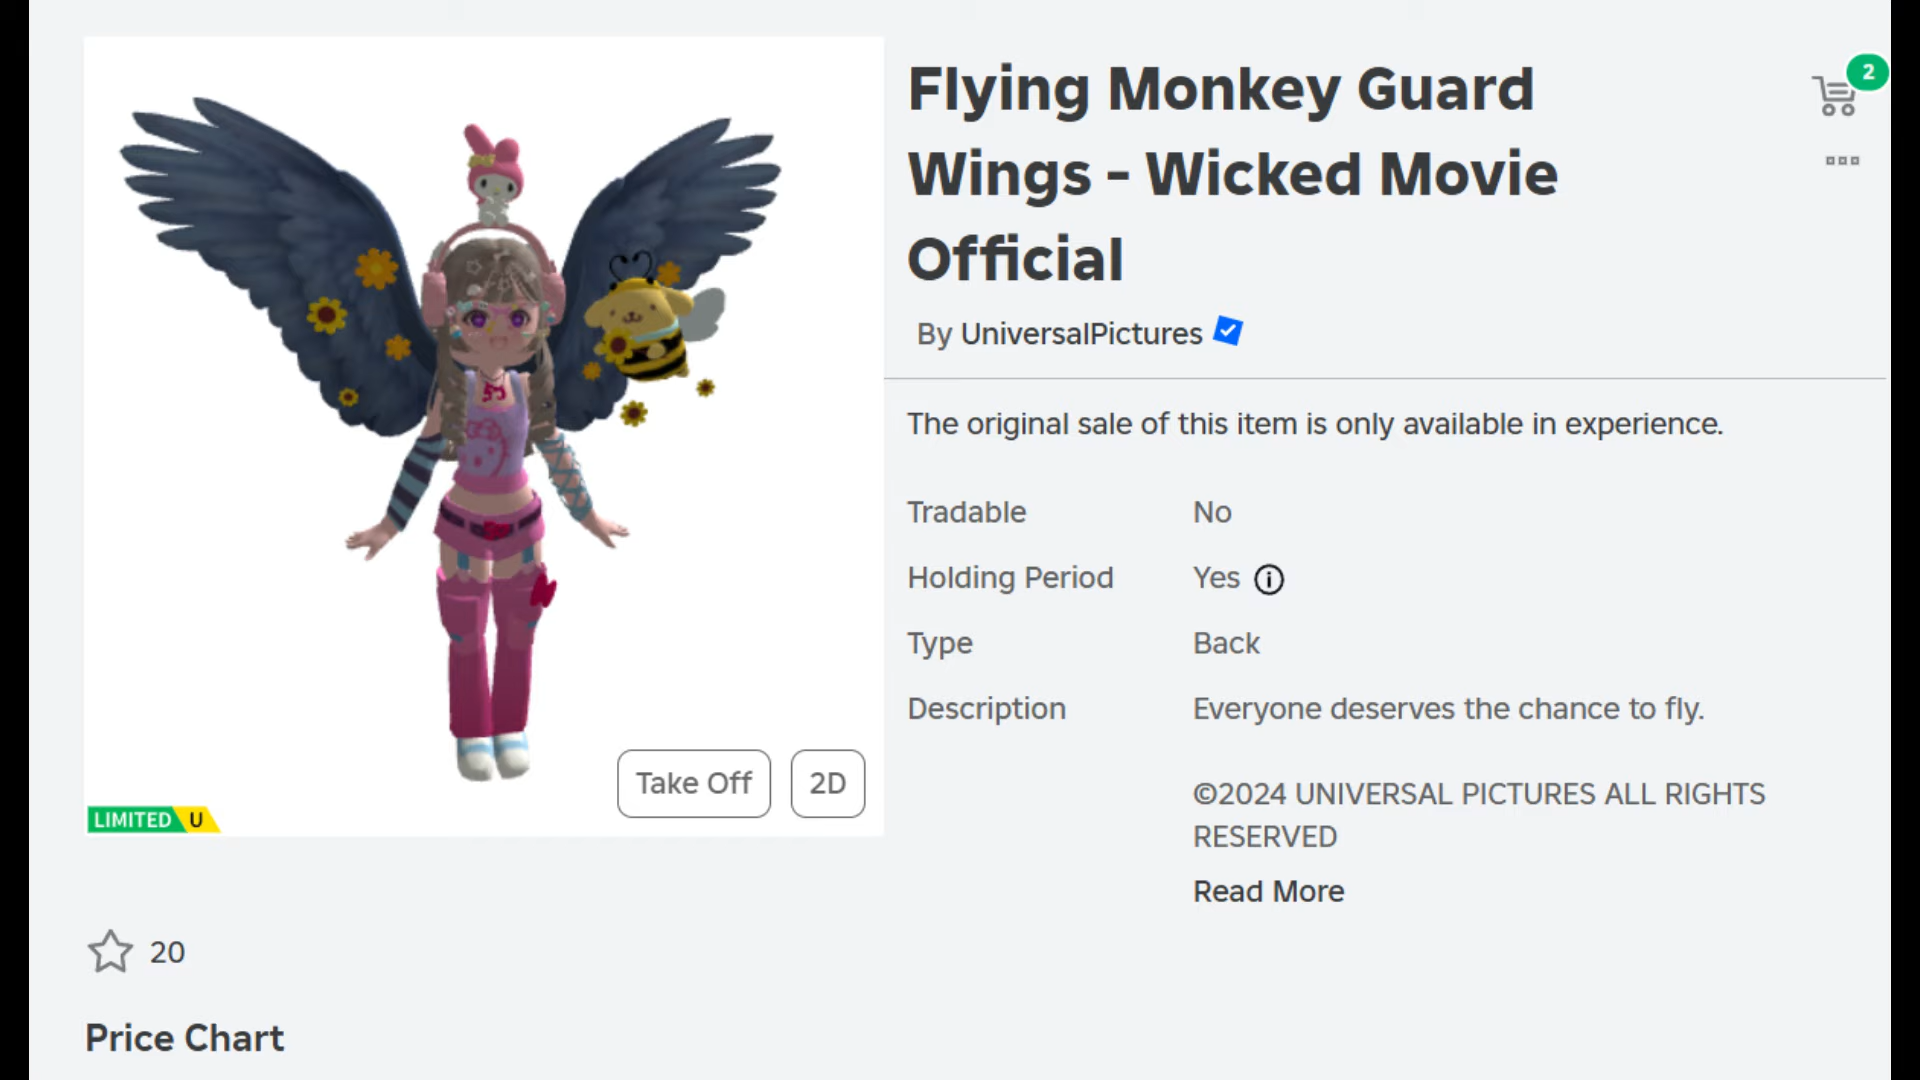 Flying Monkey Guard
Wings - Wicked Movie
Official
2
By UniversalPictures
The original sale of this item is only available in experience.
Tradable No
Holding Period Yes
Type Back
Description Everyone deserves the chance to fly.
©2024 UNIVERSAL PICTURES ALL RIGHTS
RESERVED
Read More
Take Off 2D
LIMITED U
20
Price Chart